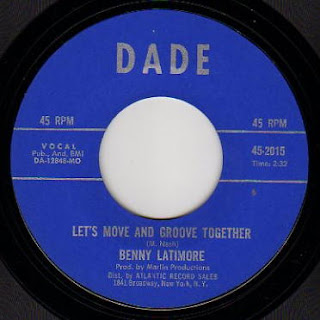 DADE
45 RPM
45 RPM
VOCAL
Pub., And, BMI
DA-12848-MO
45-2015
Time: 2:32
LET'S MOVE AND GROOVE TOGETHER
(M. Nash)
BENNY LATIMORE
Prod. by Marlin Productions
Dist. by ATLANTIC RECORD SALES
1841 Broadway, New York, N. Y.